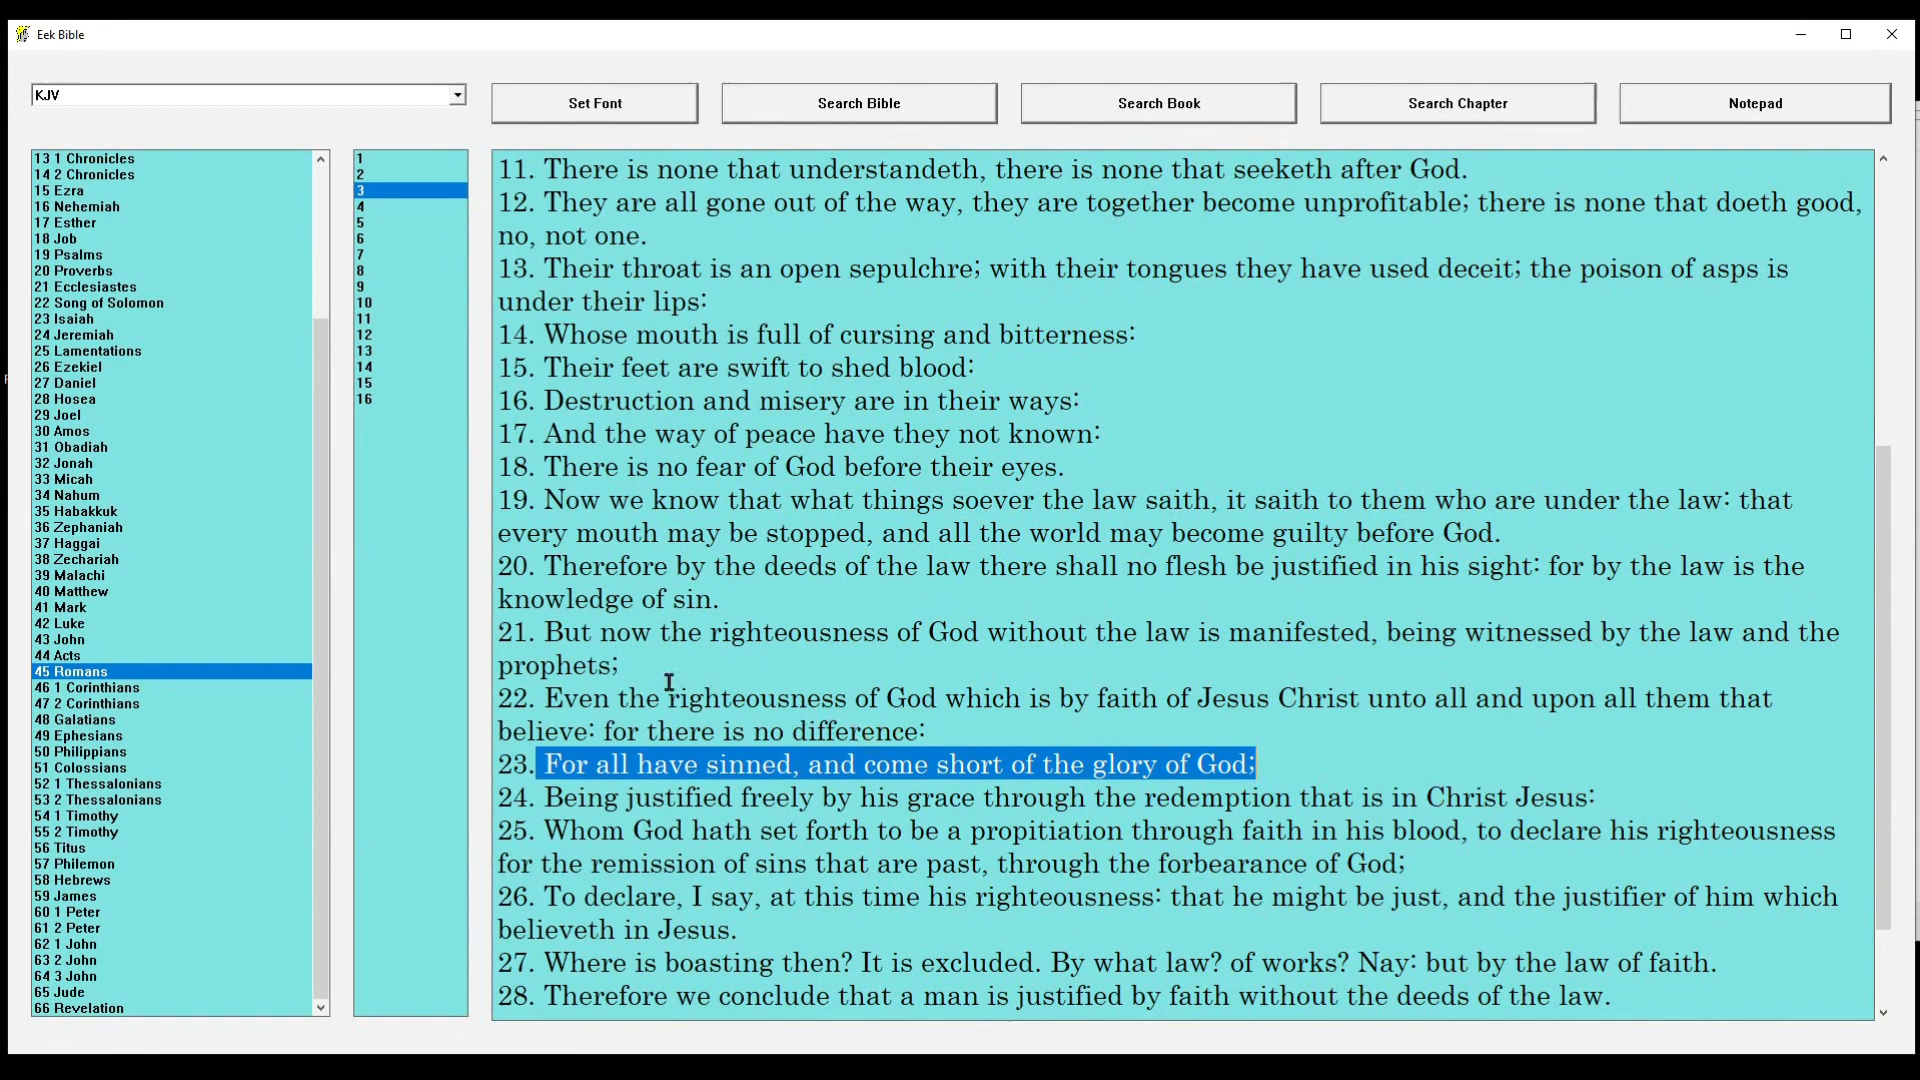 Eek Bible
KJV
Set Font
Search Bible
Search Book
Search Chapter
Notepad
13 1 Chronicles
14 2 Chronicles
15 Ezra
16 Nehemiah
17 Esther
18 Job
19 Psalms
20 Proverbs
21 Ecclesiastes
22 Song of Solomon
23 Isaiah
24 Jeremiah
25 Lamentations
26 Ezekiel
27 Daniel
28 Hosea
29 Joel
30 Amos
31 Obadiah
32 Jonah
33 Micah
34 Nahum
35 Habakkuk
36 Zephaniah
37 Haggai
38 Zechariah
39 Malachi
40 Matthew
41 Mark
42 Luke
43 John
44 Acts
45 Romans
46 1 Corinthians
47 2 Corinthians
48 Galatians
49 Ephesians
50 Philippians
51 Colossians
52 1 Thessalonians
53 2 Thessalonians
54 1 Timothy
55 2 Timothy
56 Titus
57 Philemon
58 Hebrews
59 James
60 1 Peter
61 2 Peter
62 1 John
63 2 John
64 3 John
65 Jude
66 Revelation
1
2
3
4
5
6
7
8
9
10
11
12
13
14
15
16
11. There is none that understandeth, there is none that seeketh after God.
12. They are all gone out of the way, they are together become unprofitable; there is none that doeth good,
no, not one.
13. Their throat is an open sepulchre; with their tongues they have used deceit; the poison of asps is
under their lips:
14. Whose mouth is full of cursing and bitterness:
15. Their feet are swift to shed blood:
16. Destruction and misery are in their ways:
17. And the way of peace have they not known:
18. There is no fear of God before their eyes.
19. Now we know that what things soever the law saith, it saith to them who are under the law: that
every mouth may be stopped, and all the world may become guilty before God.
20. Therefore by the deeds of the law there shall no flesh be justified in his sight: for by the law is the
knowledge of sin.
21. But now the righteousness of God without the law is manifested, being witnessed by the law and the
prophets;
22. Even the righteousness of God which is by faith of Jesus Christ unto all and upon all them that
believe: for there is no difference:
23. For all have sinned, and come short of the glory of God;
24. Being justified freely by his grace through the redemption that is in Christ Jesus:
25. Whom God hath set forth to be a propitiation through faith in his blood, to declare his righteousness
for the remission of sins that are past, through the forbearance of God;
26. To declare, I say, at this time his righteousness: that he might be just, and the justifier of him which
believeth in Jesus.
27. Where is boasting then? It is excluded. By what law? of works? Nay: but by the law of faith.
28. Therefore we conclude that a man is justified by faith without the deeds of the law.